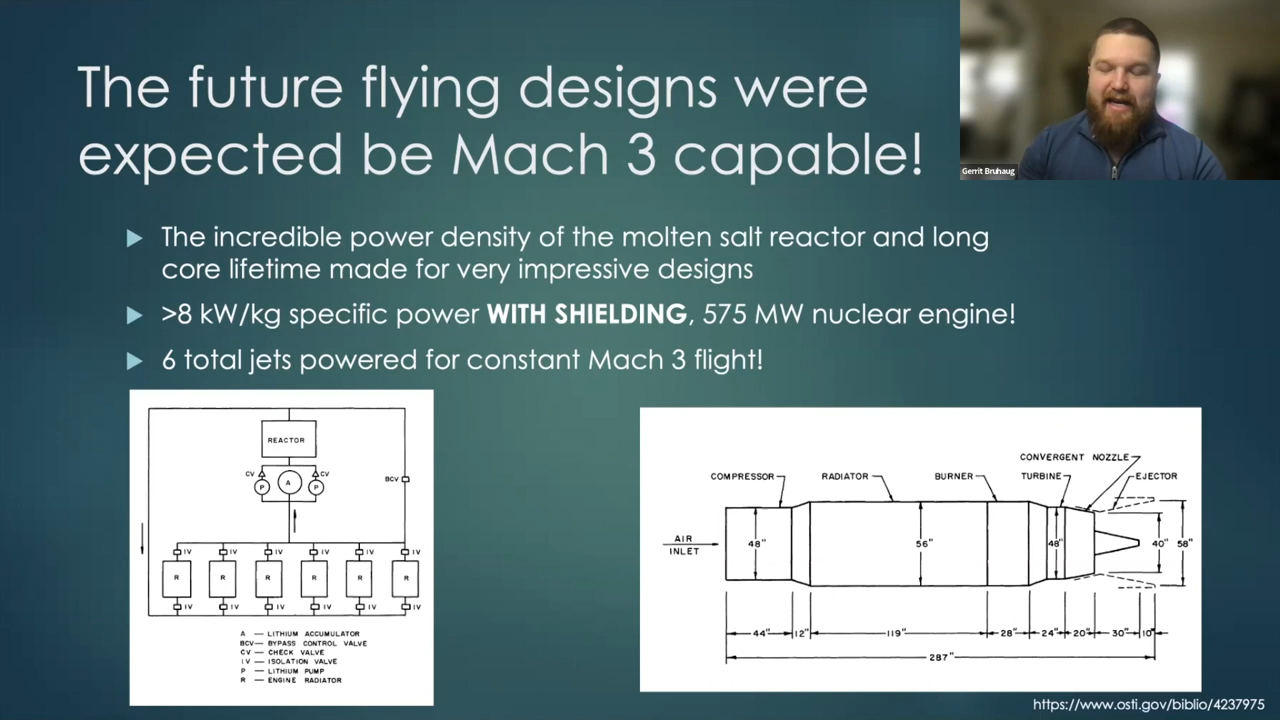 The future flying designs were
expected be Mach 3 capable!
Gerrit Bruhaug
The incredible power density of the molten salt reactor and long
core lifetime made for very impressive designs
>8 kW/kg specific power WITH SHIELDING, 575 MW nuclear engine!
6 total jets powered for constant Mach 3 flight!
REACTOR
CV
CV
P
A
P
BCV
IV IV IV IV IV IV
R R R R R R
IV IV IV IV IV IV
A — LITHIUM ACCUMULATOR
BCV — BYPASS CONTROL VALVE
CV — CHECK VALVE
IV — ISOLATION VALVE
P — LITHIUM PUMP
R — ENGINE RADIATOR
CONVERGENT NOZZLE
COMPRESSOR RADIATOR BURNER TURBINE EJECTOR
AIR
INLET
48" 56" 48" 40" 58"
44" 12" 119" 28" 24" 20" 30" 10"
287"
https://www.osti.gov/biblio/4237975